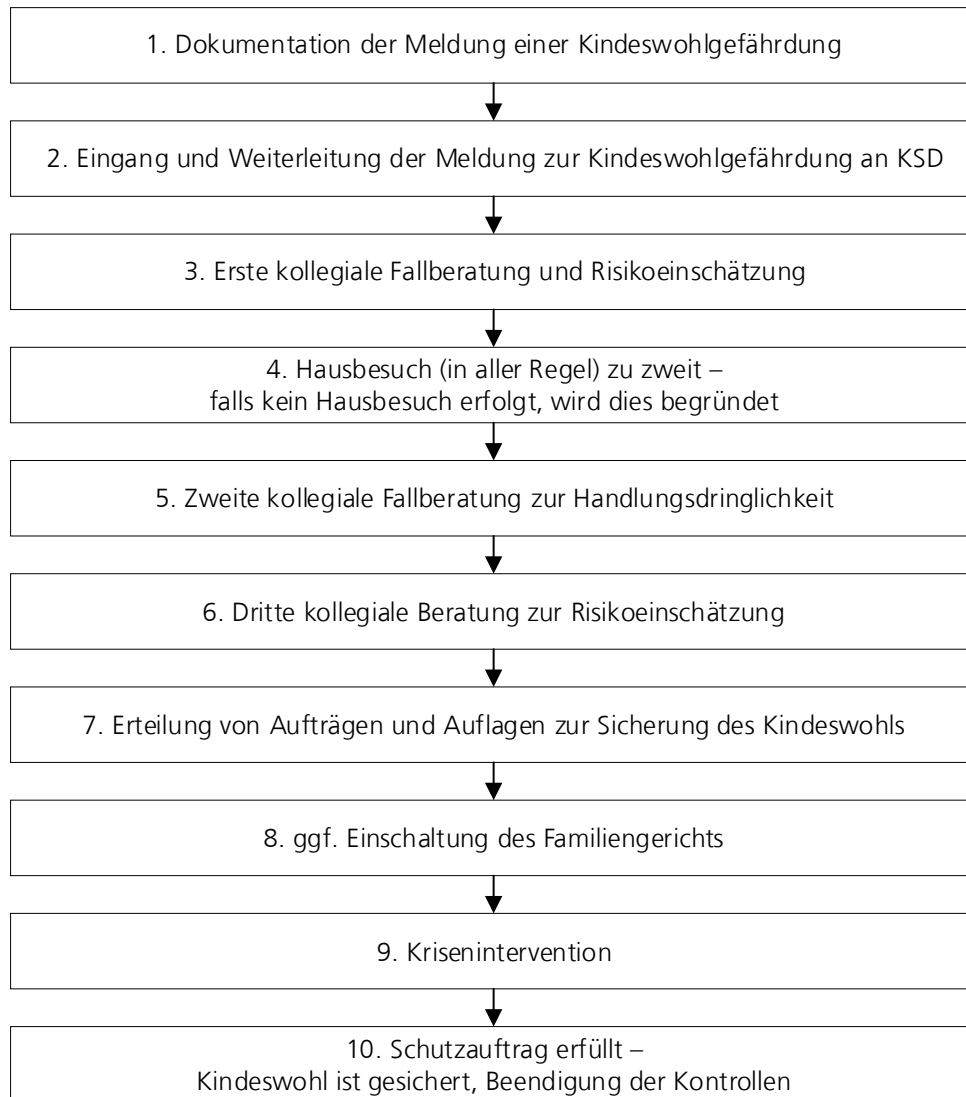 1. Dokumentation der Meldung einer Kindeswohlgefährdung
2. Eingang und Weiterleitung der Meldung zur Kindeswohlgefährdung an KSD
3. Erste kollegiale Fallberatung und Risikoeinschätzung
4. Hausbesuch (in aller Regel) zu zweit –
falls kein Hausbesuch erfolgt, wird dies begründet
5. Zweite kollegiale Fallberatung zur Handlungsdringlichkeit
6. Dritte kollegiale Beratung zur Risikoeinschätzung
7. Erteilung von Aufträgen und Auflagen zur Sicherung des Kindeswohls
8. ggf. Einschaltung des Familiengerichts
9. Krisenintervention
10. Schutzauftrag erfüllt –
Kindeswohl ist gesichert, Beendigung der Kontrollen